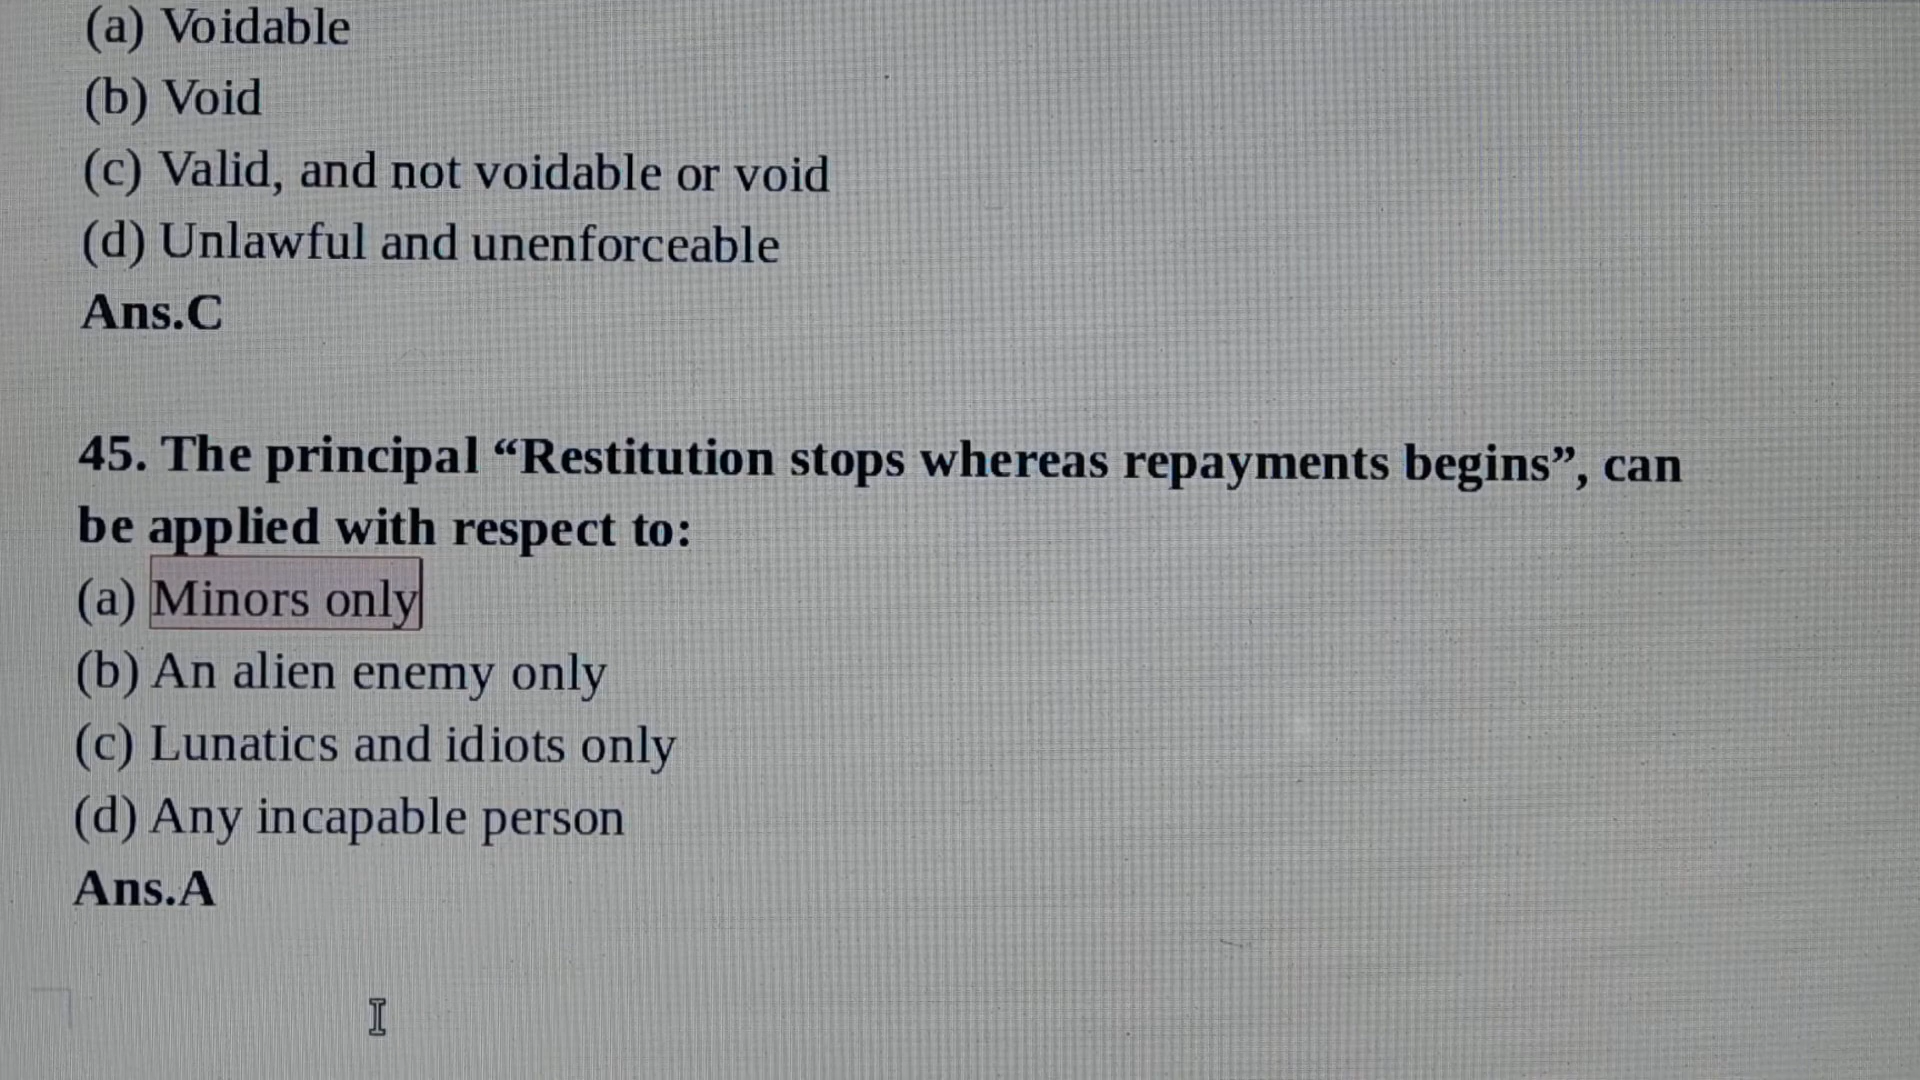 (a) Voidable
(b) Void
(c) Valid, and not voidable or void
(d) Unlawful and unenforceable
Ans.C
45. The principal “Restitution stops whereas repayments begins”, can
be applied with respect to:
(a) Minors only
(b) An alien enemy only
(c) Lunatics and idiots only
(d) Any incapable person
Ans.A